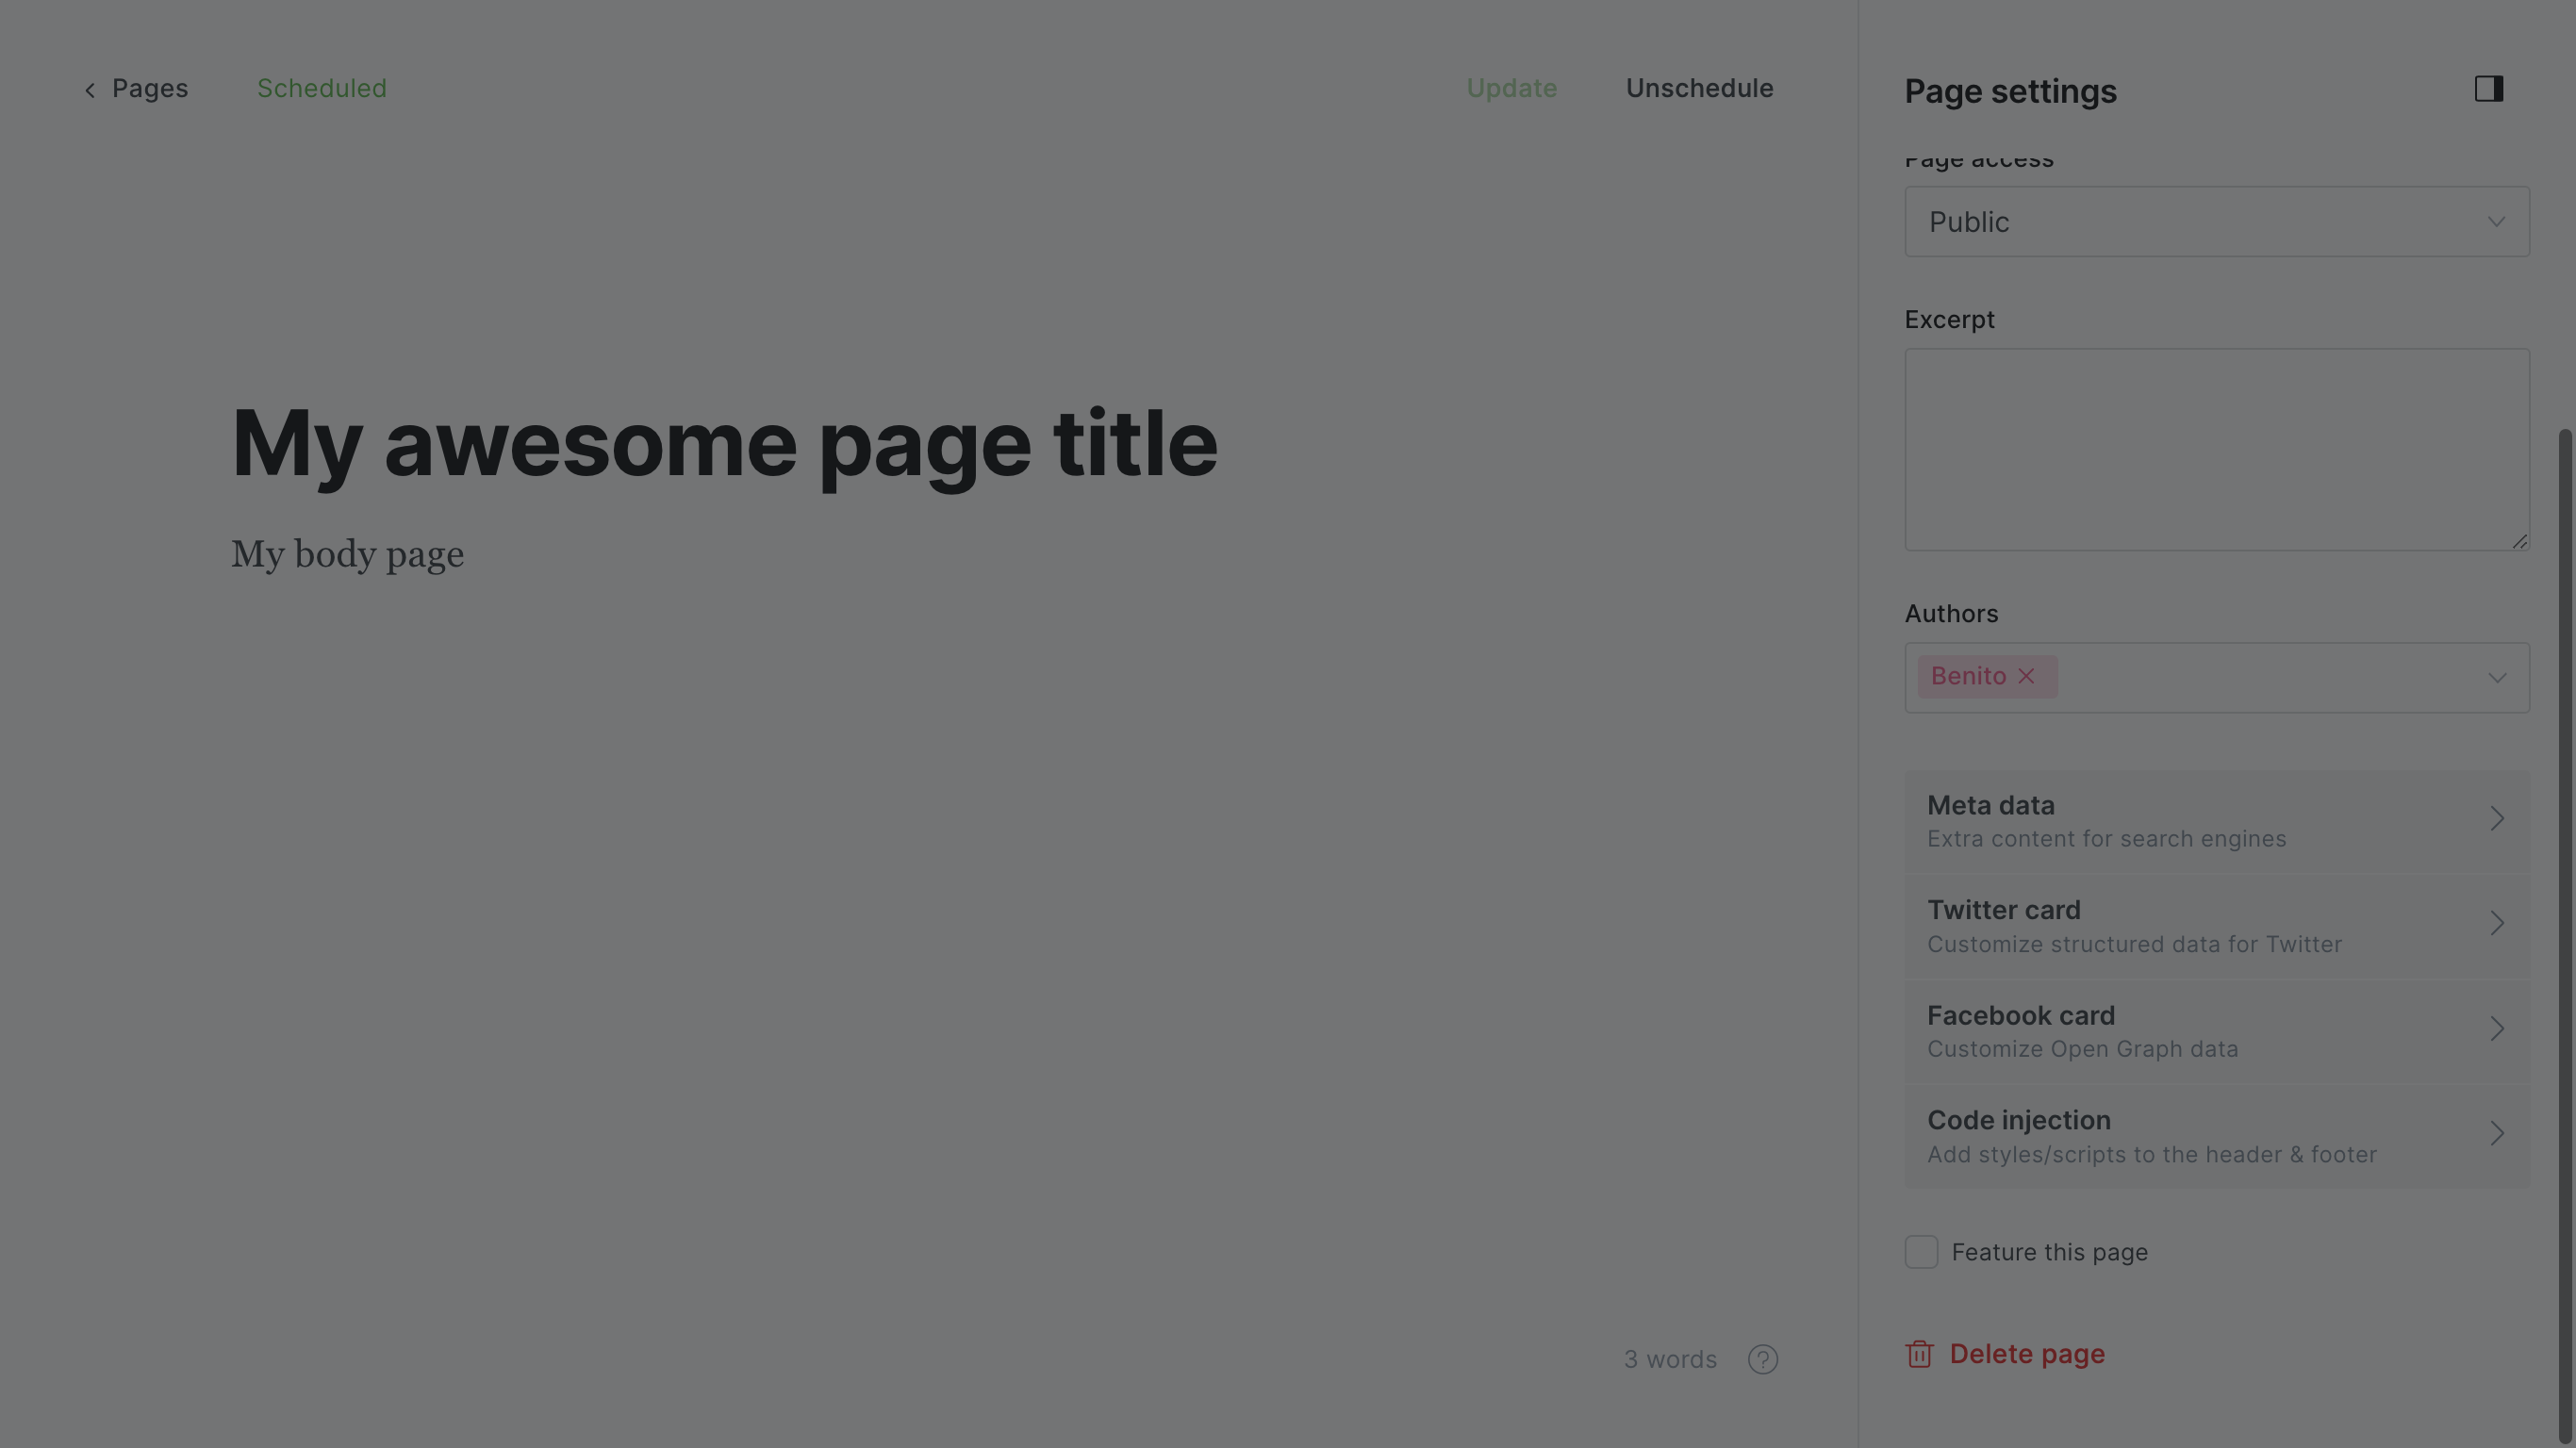 Pages
Scheduled
Update
Unschedule
Page settings
Page access
Public
Excerpt
My awesome page title
My body page
Authors
Benito
Meta data
Extra content for search engines
Twitter card
Customize structured data for Twitter
Facebook card
Customize Open Graph data
Code injection
Add styles/scripts to the header & footer
Feature this page
3 words
?
Delete page